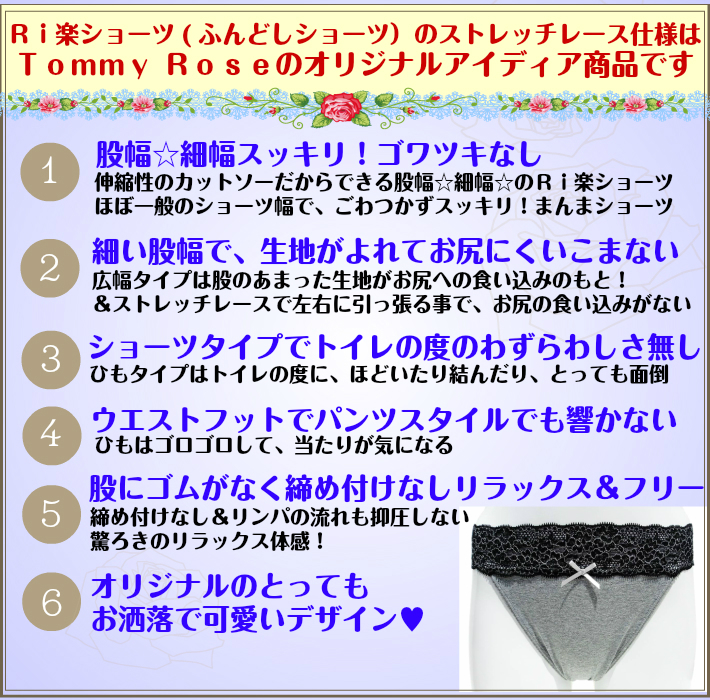 Ｒｉ楽ショーツ(ふんどしショーツ）のストレッチレース仕様は
Ｔｏｍｍｙ Ｒｏｓｅのオリジナルアイディア商品です
1
股幅☆細幅スッキリ！ゴワツキなし
伸縮性のカットソーだからできる股幅☆細幅☆のＲｉ楽ショーツ
ほぼ一般のショーツ幅で、ごわつかずスッキリ！まんまショーツ
2
細い股幅で、生地がよれてお尻にくいこまない
広幅タイプは股のあまった生地がお尻への食い込みのもと！
＆ストレッチレースで左右に引っ張る事で、お尻の食い込みがない
3
ショーツタイプでトイレの度のわずらわしさ無し
ひもタイプはトイレの度に、ほどいたり結んだり、とっても面倒
4
ウエストフットでパンツスタイルでも響かない
ひもはゴロゴロして、当たりが気になる
5
股にゴムがなく締め付けなしリラックス＆フリー
締め付けなし＆リンパの流れも抑圧しない
驚ろきのリラックス体感！
6
オリジナルのとっても
お洒落で可愛いデザイン♥